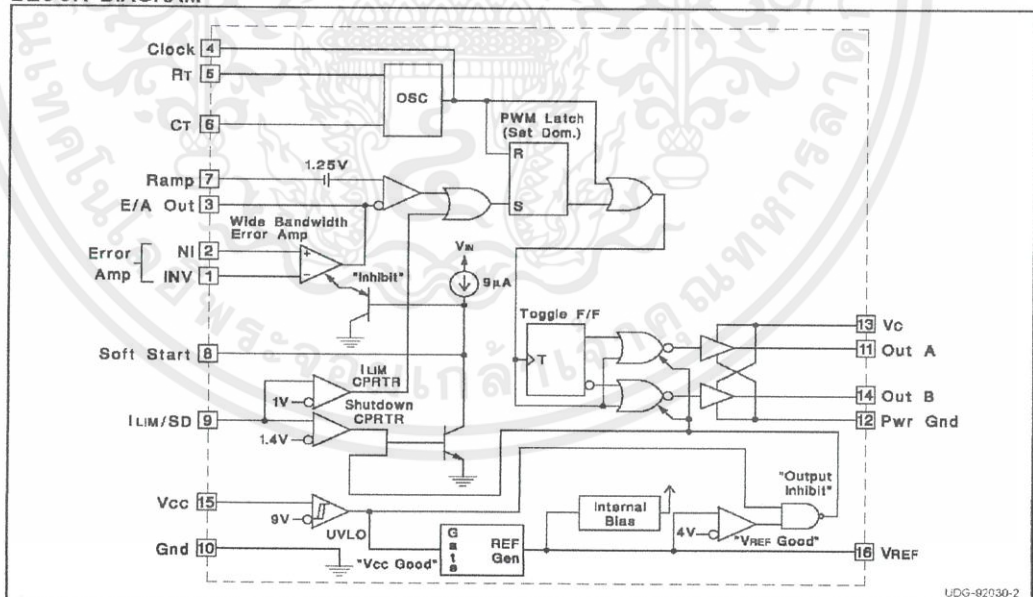 BLOCK DIAGRAM
Clock 4
RT 5
CT 6
OSC
PWM Latch
(Sat Dom.)
R
S
1.25V
Ramp 7
E/A Out 3
Wide Bandwidth
Error Amp
Error
Amp
NI 2
INV 1
+
−
"Inhibit"
VIN
9µA
Toggle F/F
T
13 Vc
11 Out A
14 Out B
12 Pwr Gnd
Soft Start 8
ILIM
CPRTR
1V
Shutdown
CPRTR
ILIM/SD 9
1.4V
"Output
Inhibit"
Vcc 15
9V
UVLO
Internal
Bias
4V
"VREF Good"
Gnd 10
"Vcc Good"
Gate
REF
Gen
16 VREF
UDG-92030-2